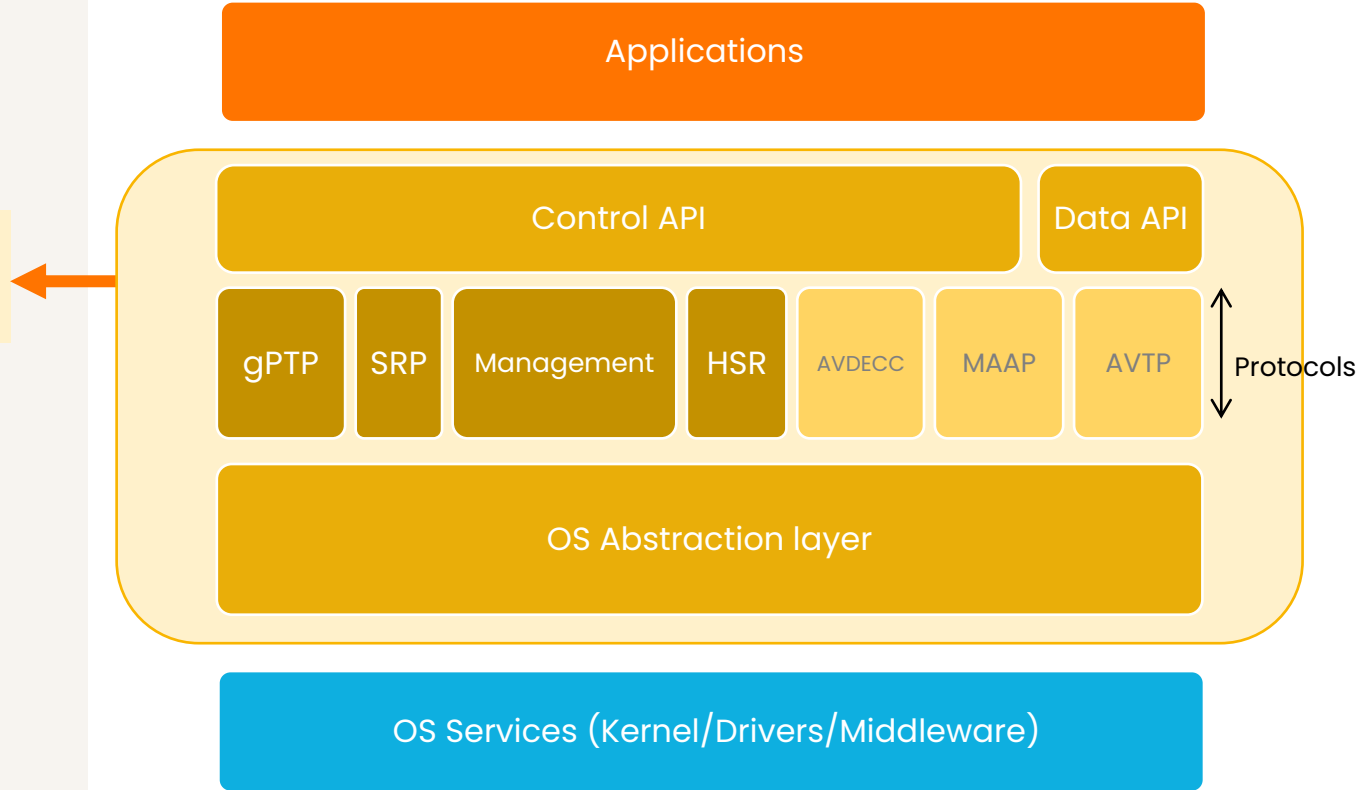 Applications
Control API
Data API
gPTP
SRP
Management
HSR
AVDECC
MAAP
AVTP
Protocols
OS Abstraction layer
OS Services (Kernel/Drivers/Middleware)